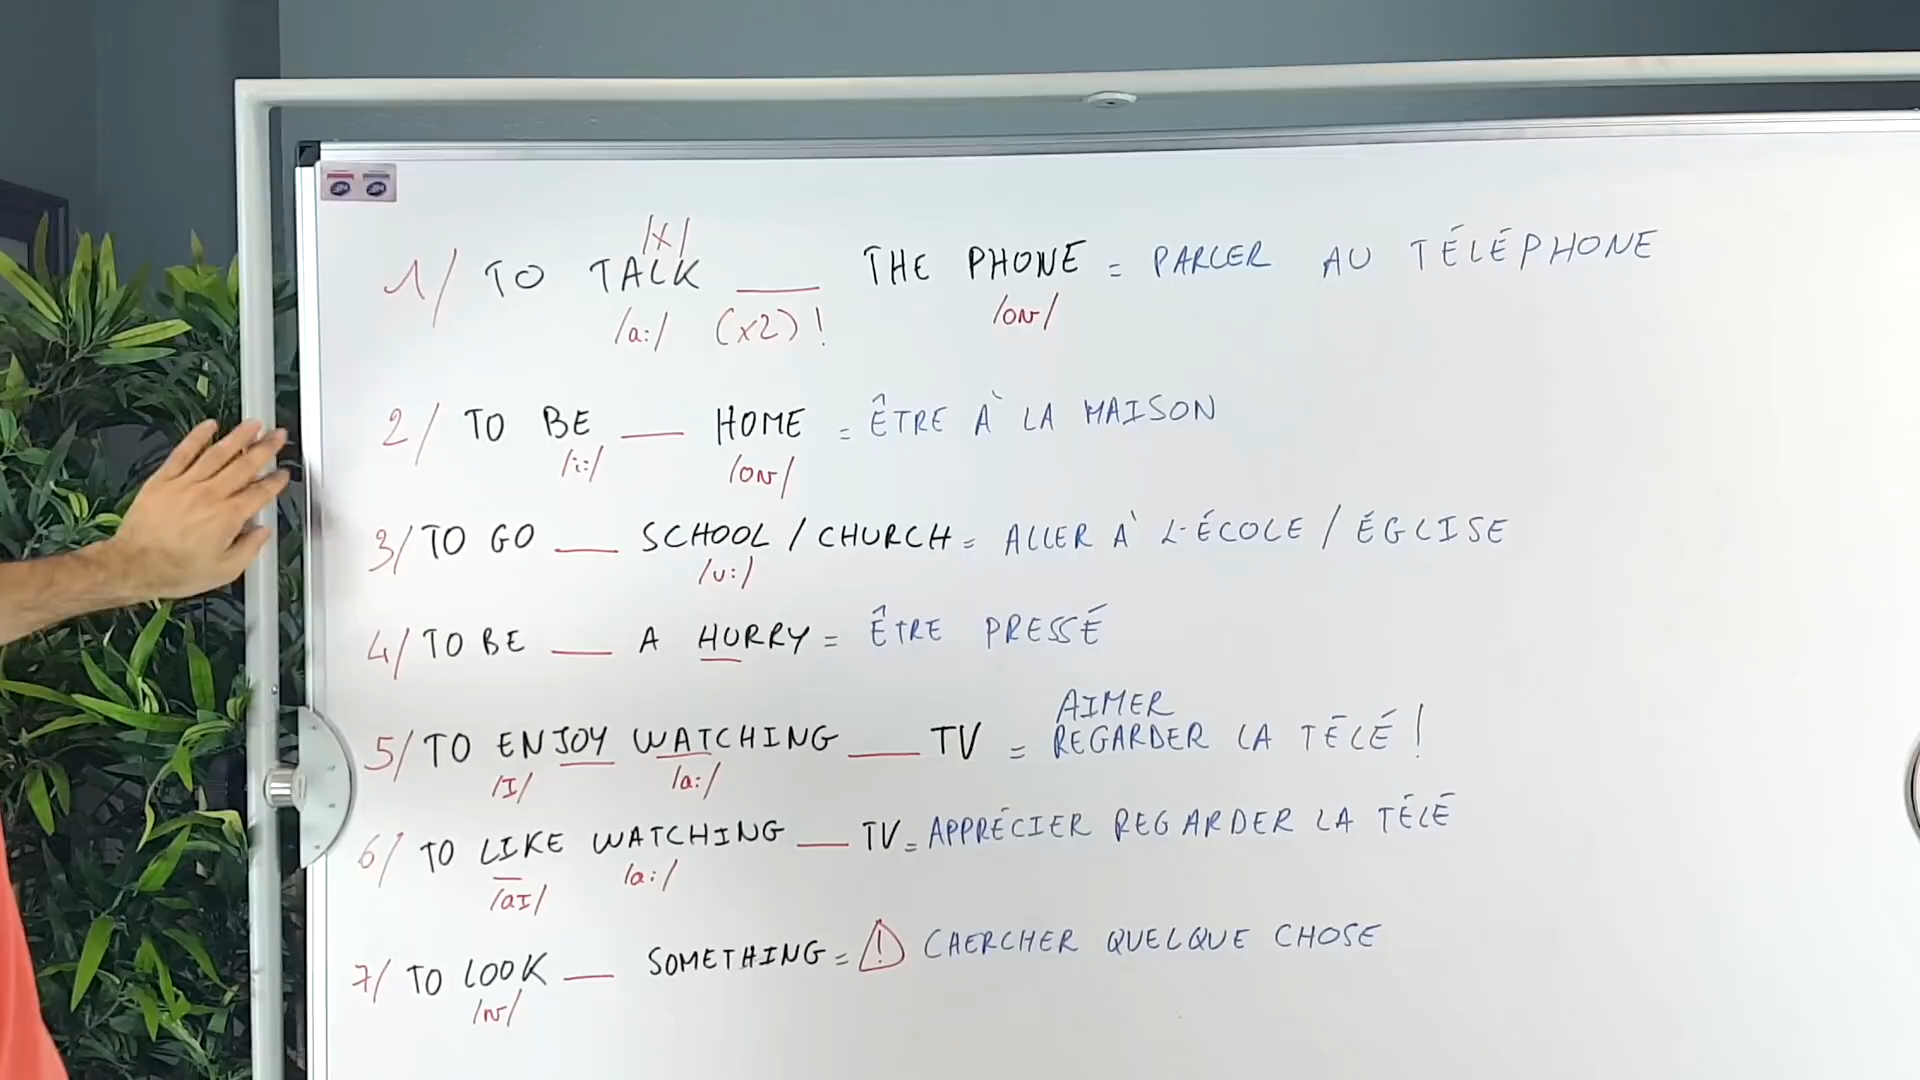 /X/
1/ TO TALK ___ THE PHONE = PARLER AU TÉLÉPHONE
/a:/ (x2)! /oʊ/
2/ TO BE ___ HOME = ÊTRE À LA MAISON
/i:/ /oʊ/
3/ TO GO ___ SCHOOL / CHURCH = ALLER À L'ÉCOLE / ÉGLISE
/u:/
4/ TO BE ___ A HURRY = ÊTRE PRESSÉ
AIMER
5/ TO ENJOY WATCHING ___ TV = REGARDER LA TÉLÉ !
/I/ /a:/
6/ TO LIKE WATCHING ___ TV = APPRÉCIER REGARDER LA TÉLÉ
/aI/ /a:/
7/ TO LOOK ___ SOMETHING = ⚠ CHERCHER QUELQUE CHOSE
/ʊ/